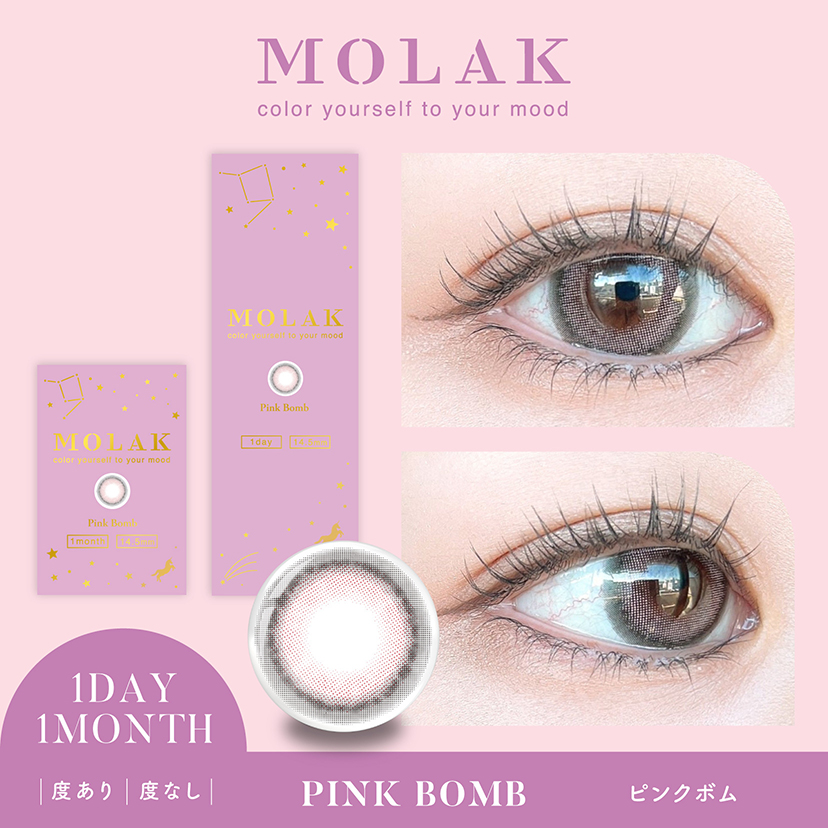 MOLAK
color yourself to your mood
MOLAK
color yourself to your mood
Pink Bomb
1day
14.5mm
MOLAK
color yourself to your mood
Pink Bomb
1month
14.5mm
1DAY
1MONTH
|度あり|度なし|
PINK BOMB
ピンクボム